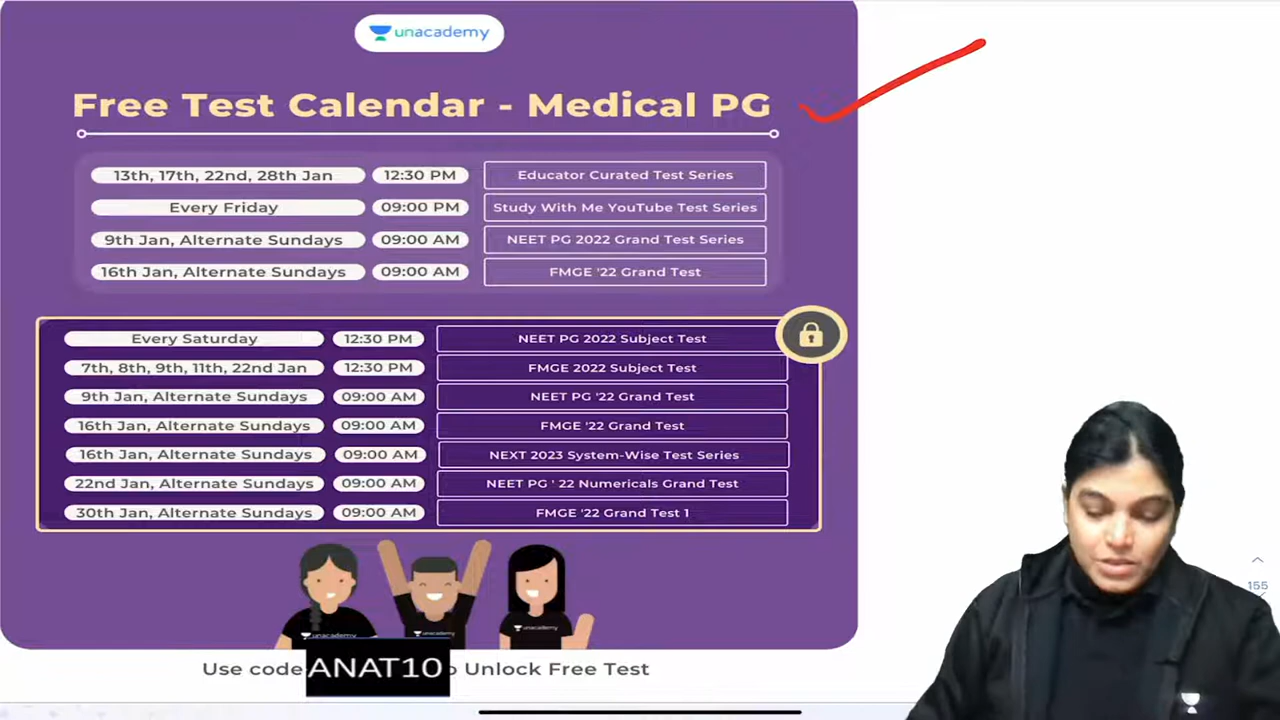 unacademy
Free Test Calendar - Medical PG
13th, 17th, 22nd, 28th Jan 12:30 PM Educator Curated Test Series
Every Friday 09:00 PM Study With Me YouTube Test Series
9th Jan, Alternate Sundays 09:00 AM NEET PG 2022 Grand Test Series
16th Jan, Alternate Sundays 09:00 AM FMGE '22 Grand Test
Every Saturday 12:30 PM NEET PG 2022 Subject Test
7th, 8th, 9th, 11th, 22nd Jan 12:30 PM FMGE 2022 Subject Test
9th Jan, Alternate Sundays 09:00 AM NEET PG '22 Grand Test
16th Jan, Alternate Sundays 09:00 AM FMGE '22 Grand Test
16th Jan, Alternate Sundays 09:00 AM NEXT 2023 System-Wise Test Series
22nd Jan, Alternate Sundays 09:00 AM NEET PG ' 22 Numericals Grand Test
30th Jan, Alternate Sundays 09:00 AM FMGE '22 Grand Test 1
155
unacademy unacademy unacademy
Use code ANAT10 o Unlock Free Test